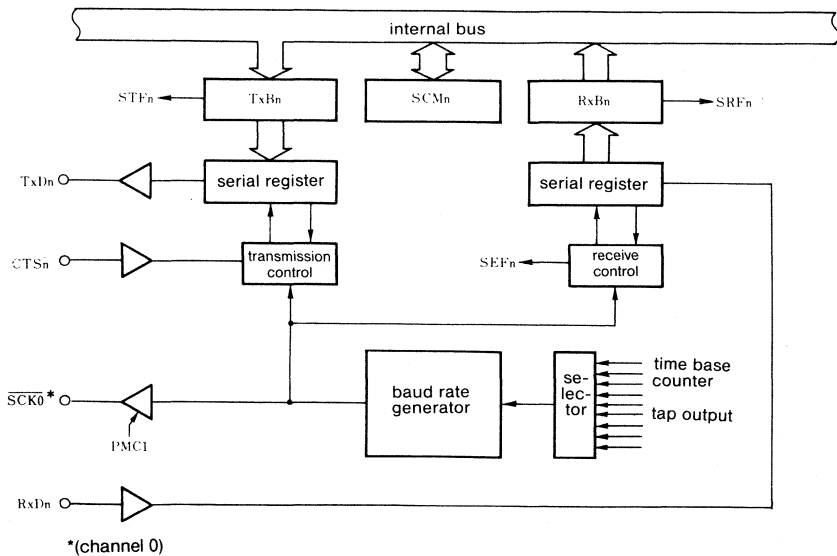 internal bus
STFn
TxBn
SCMn
RxBn
SRFn
TxDn
serial register
serial register
CTSn
transmission
control
SEFn
receive
control
SCK0*
baud rate
generator
se-
lec-
tor
time base
counter
tap output
PMC1
RxDn
*(channel 0)